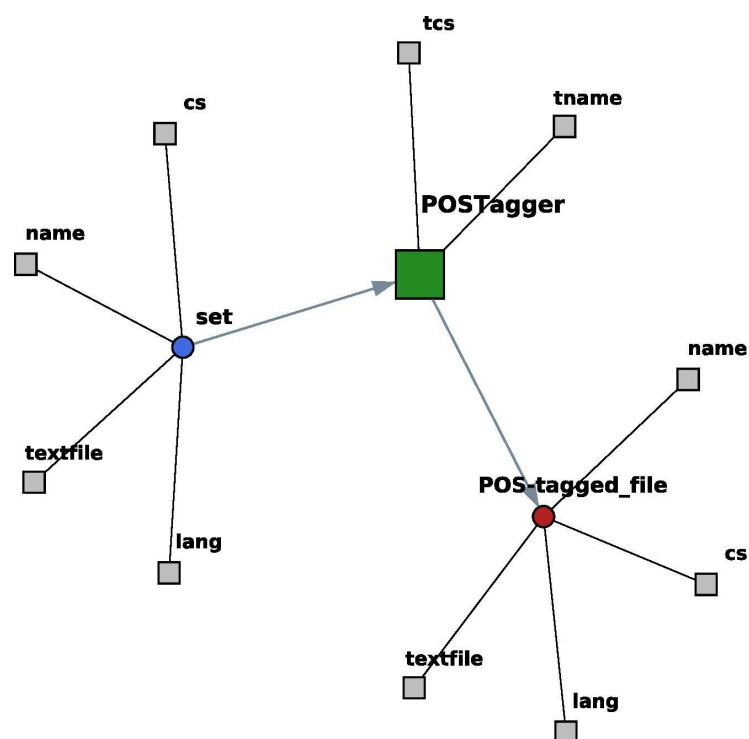 tcs
tname
cs
POSTagger
name
set
name
textfile
POS-tagged_file
lang
cs
textfile
lang